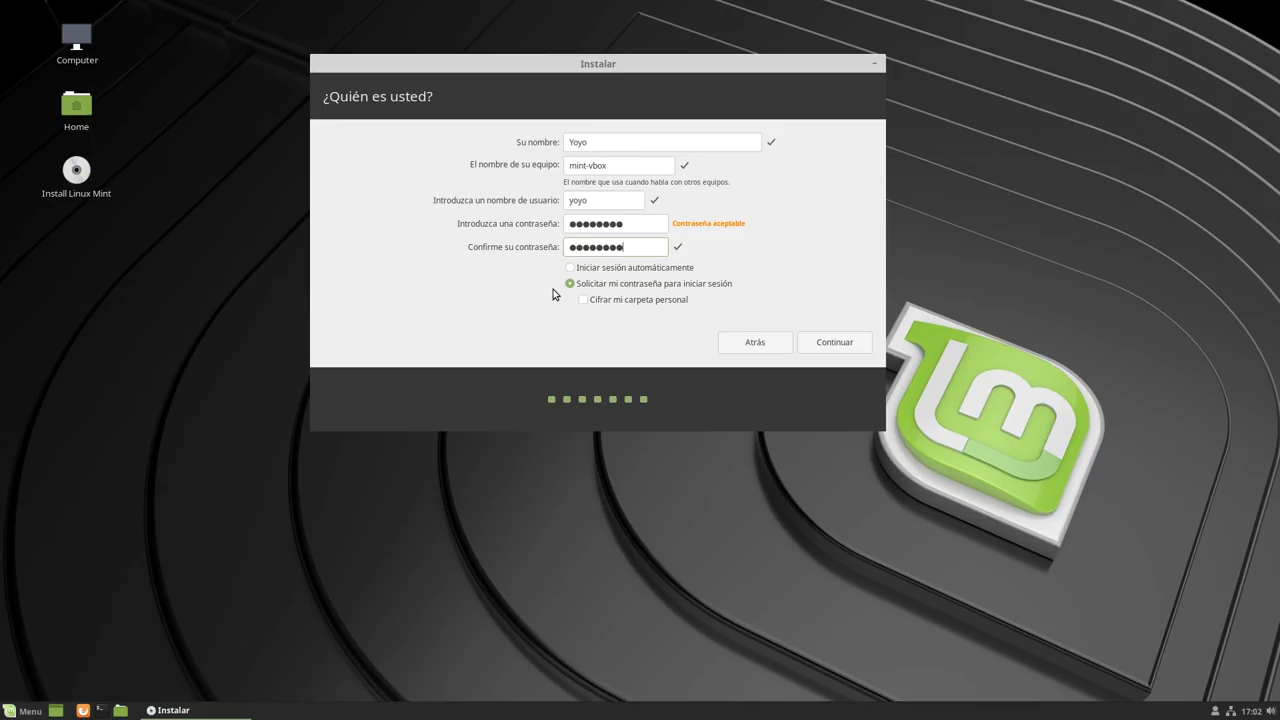 Computer
Home
Install Linux Mint
Instalar
¿Quién es usted?
Su nombre: Yoyo
El nombre de su equipo: mint-vbox
El nombre que usa cuando habla con otros equipos.
Introduzca un nombre de usuario: yoyo
Introduzca una contraseña: ●●●●●●●● Contraseña aceptable
Confirme su contraseña: ●●●●●●●●
Iniciar sesión automáticamente
Solicitar mi contraseña para iniciar sesión
Cifrar mi carpeta personal
Atrás Continuar
Menu Instalar 17:02